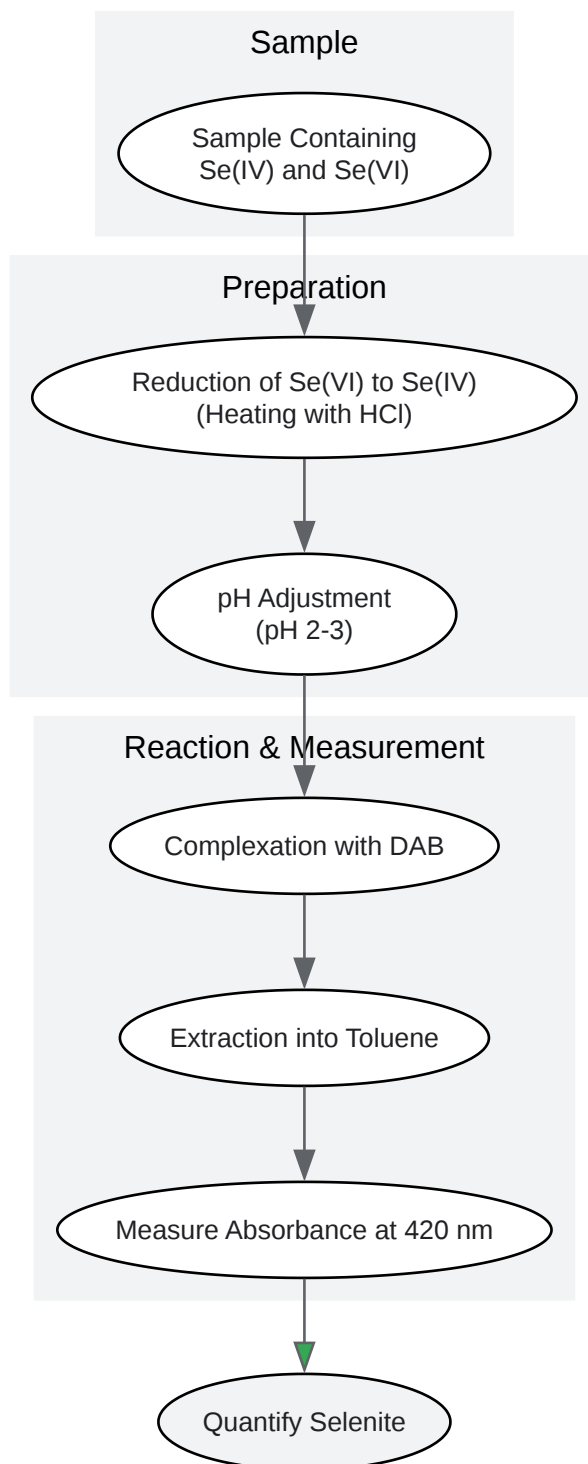 Sample
Sample Containing
Se(IV) and Se(VI)
Preparation
Reduction of Se(VI) to Se(IV)
(Heating with HCl)
pH Adjustment
(pH 2-3)
Reaction & Measurement
Complexation with DAB
Extraction into Toluene
Measure Absorbance at 420 nm
Quantify Selenite